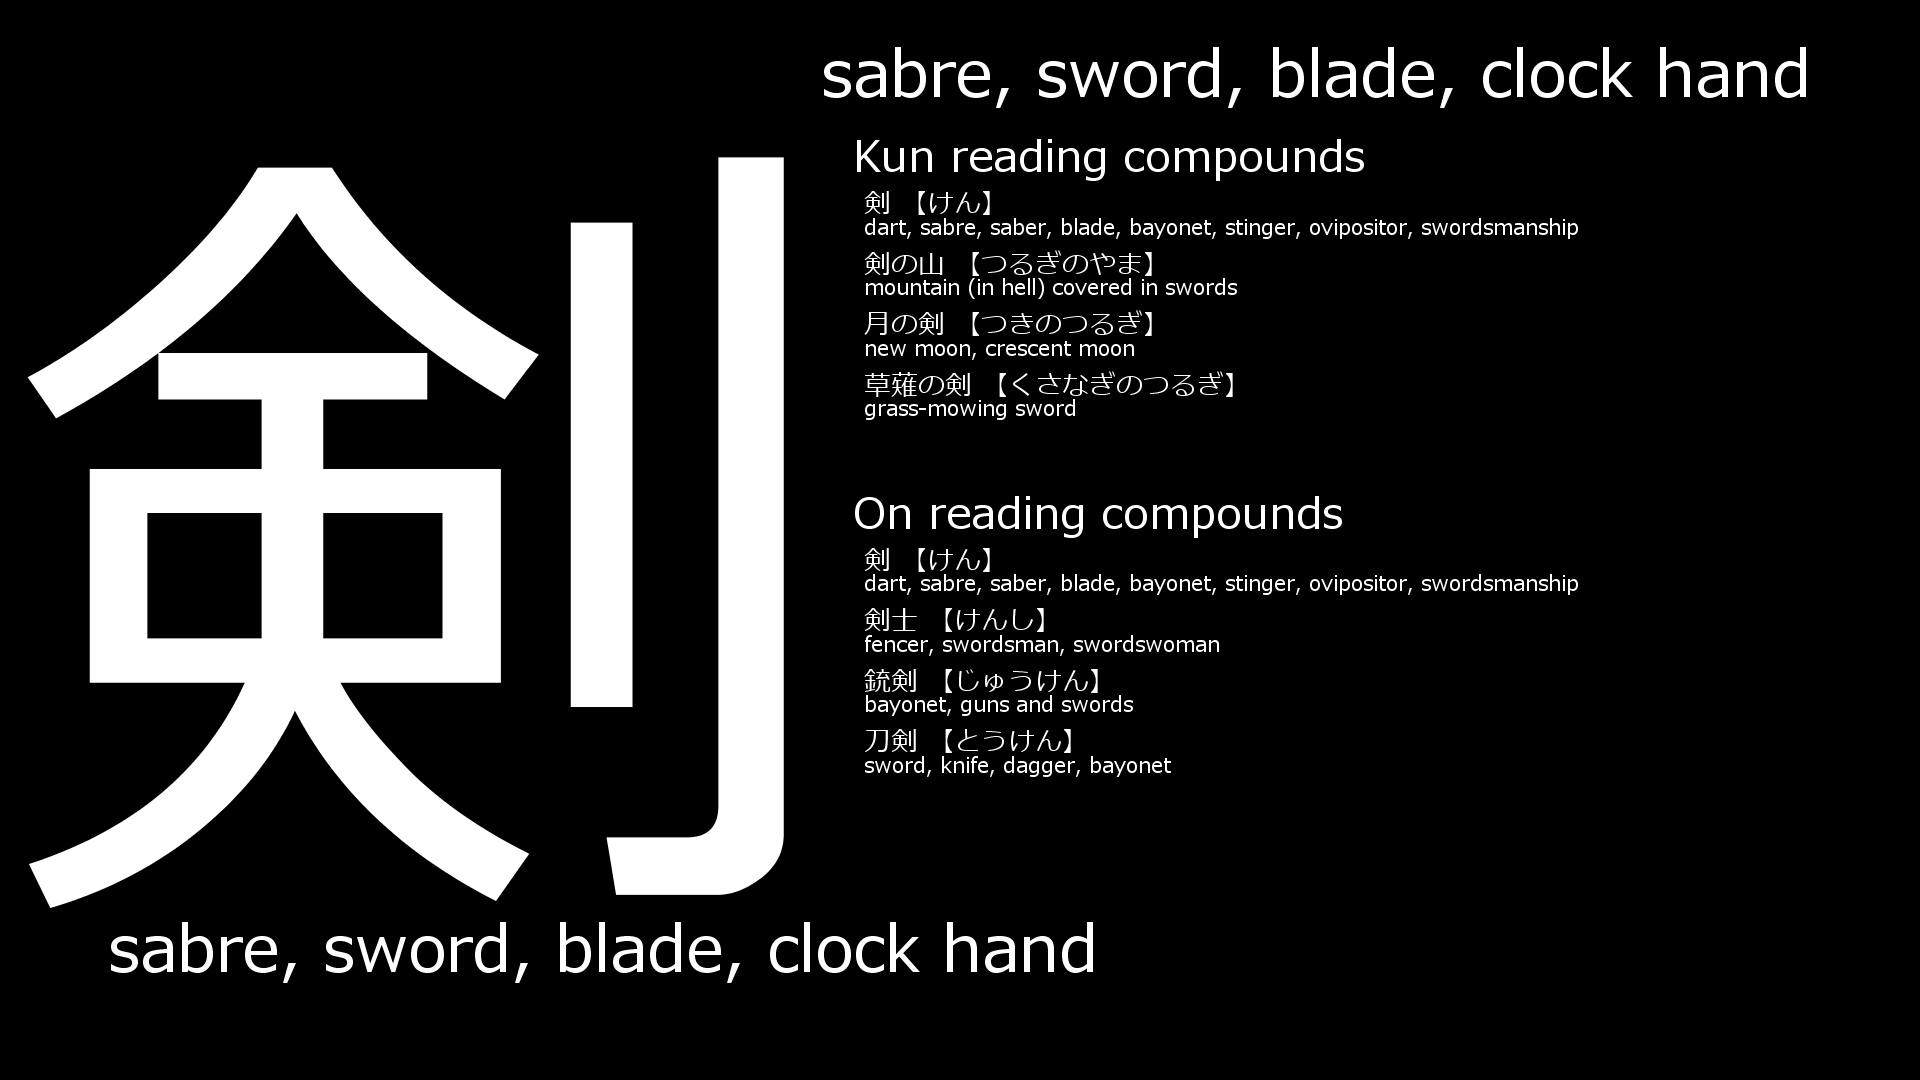 sabre, sword, blade, clock hand
剣
Kun reading compounds
剣 【けん】
dart, sabre, saber, blade, bayonet, stinger, ovipositor, swordsmanship
剣の山 【つるぎのやま】
mountain (in hell) covered in swords
月の剣 【つきのつるぎ】
new moon, crescent moon
草薙の剣 【くさなぎのつるぎ】
grass-mowing sword
On reading compounds
剣 【けん】
dart, sabre, saber, blade, bayonet, stinger, ovipositor, swordsmanship
剣士 【けんし】
fencer, swordsman, swordswoman
銃剣 【じゅうけん】
bayonet, guns and swords
刀剣 【とうけん】
sword, knife, dagger, bayonet
sabre, sword, blade, clock hand